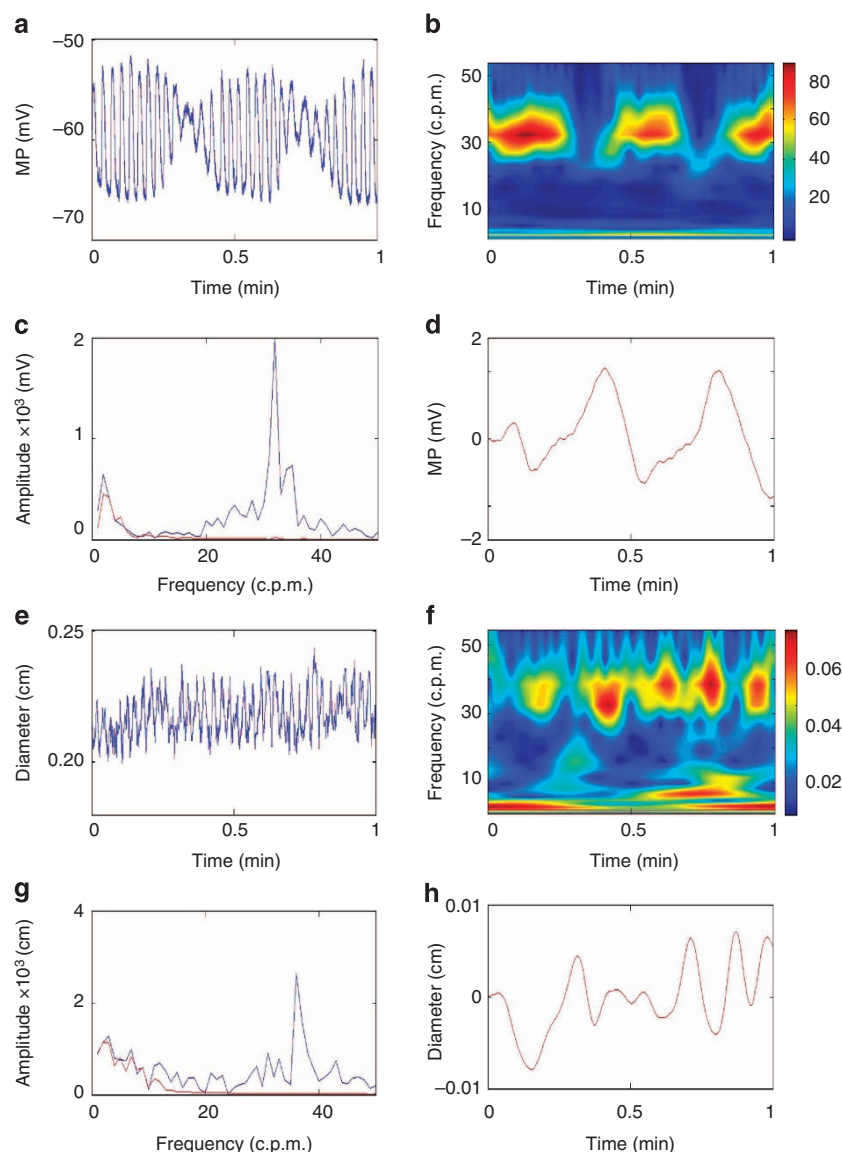 a
−50
−60
−70
MP (mV)
0 0.5 1
Time (min)
b
50
30
10
Frequency (c.p.m.)
0 0.5 1
Time (min)
80
60
40
20
c
2
1
0
Amplitude ×10³ (mV)
0 20 40
Frequency (c.p.m.)
d
2
0
−2
MP (mV)
0 0.5 1
Time (min)
e
0.25
0.20
Diameter (cm)
0 0.5 1
Time (min)
f
50
30
10
Frequency (c.p.m.)
0 0.5 1
Time (min)
0.06
0.04
0.02
g
4
2
0
Amplitude ×10³ (cm)
0 20 40
Frequency (c.p.m.)
h
0.01
0
−0.01
Diameter (cm)
0 0.5 1
Time (min)